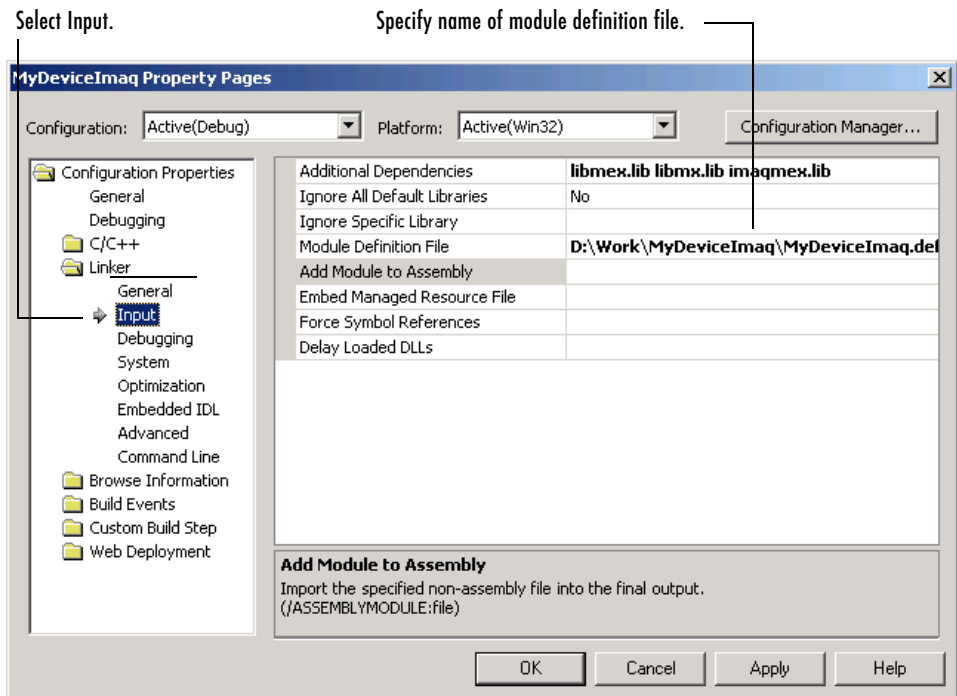 Select Input.
Specify name of module definition file.
MyDeviceImaq Property Pages
Configuration: Active(Debug) Platform: Active(Win32) Configuration Manager...
Configuration Properties
General
Debugging
C/C++
Linker
General
Input
Debugging
System
Optimization
Embedded IDL
Advanced
Command Line
Browse Information
Build Events
Custom Build Step
Web Deployment
Additional Dependencies libmex.lib libmx.lib imaqmex.lib
Ignore All Default Libraries No
Ignore Specific Library
Module Definition File D:\Work\MyDeviceImaq\MyDeviceImaq.def
Add Module to Assembly
Embed Managed Resource File
Force Symbol References
Delay Loaded DLLs
Add Module to Assembly
Import the specified non-assembly file into the final output.
(/ASSEMBLYMODULE:file)
OK Cancel Apply Help